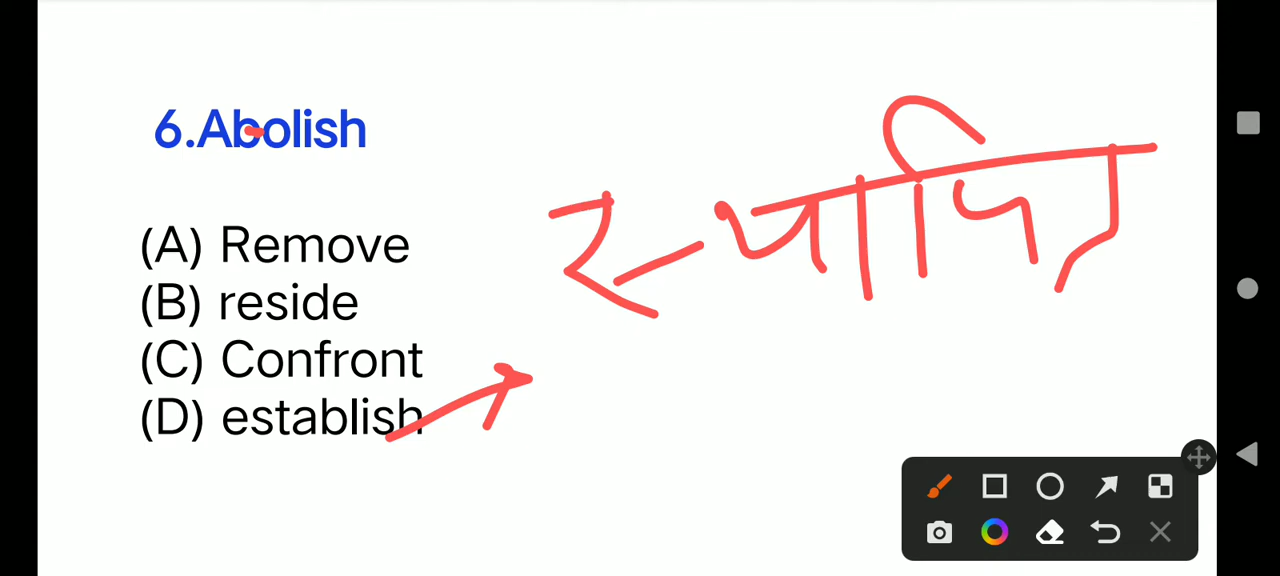 6.Abolish
स्थापित
(A) Remove
(B) reside
(C) Confront
(D) establish